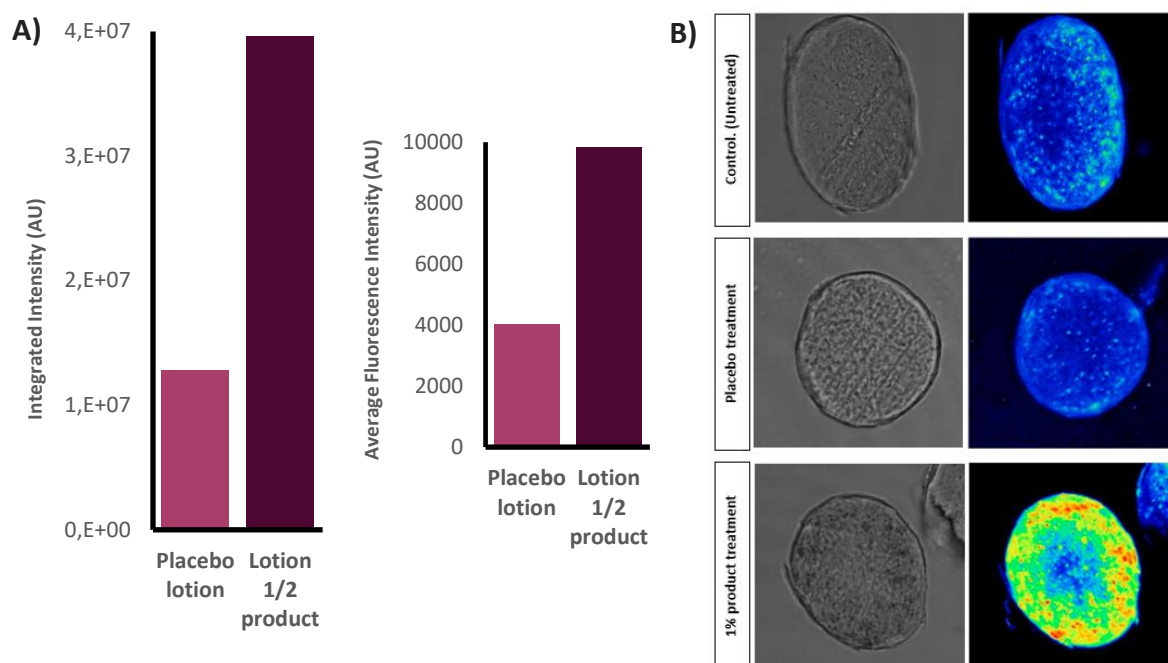 A)
Integrated Intensity (AU)
4,E+07
3,E+07
2,E+07
1,E+07
0,E+00
Placebo
lotion
Lotion
1/2
product
Average Fluorescence Intensity (AU)
10000
8000
6000
4000
2000
0
Placebo
lotion
Lotion
1/2
product
B)
Control. (Untreated)
Placebo treatment
1% product treatment